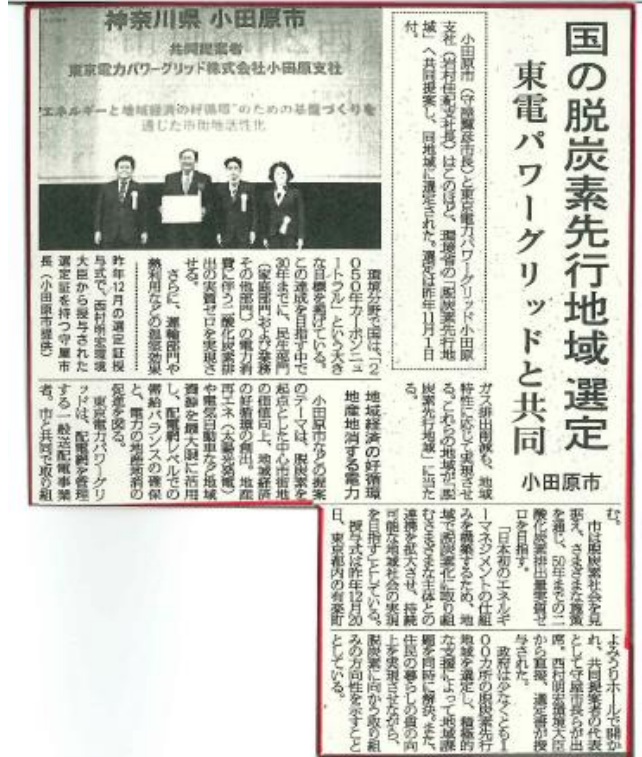 国の脱炭素先行地域 選定
東電パワーグリッドと共同
小田原市
神奈川県 小田原市
共同提案者
東京電力パワーグリッド株式会社小田原支社
"エネルギーと地域経済の好循環"のための基盤づくりを
通じた市街地活性化
小田原市(守屋輝彦市長)と東京電力パワーグリッド小田原
支社(岩村佳紀支社長)はこのほど、環境省の「脱炭素先行地
域」へ共同提案し、同地域に選定された。選定は昨年11月1日
付。
昨年12月の選定証授
与式で、西村明宏環境
大臣から授与された
選定証を持つ守屋市
長(小田原市提供)
環境分野で国は、「2
050年カーボンニュ
ートラル」という大き
な目標を掲げている。
この達成を目指す中で
30年までに、民生部門
(家庭部門および業務
その他部門)の電力消
費に伴う二酸化炭素排
出の実質ゼロを実現さ
せる。
さらに、運輸部門や
熱利用などの温室効果
ガス排出削減も、地域
特性に応じて実現させ
る。これらの地域が「脱
炭素先行地域」に当た
る。
地域経済の好循環
地産地消する電力
小田原市などの提案
のテーマは、脱炭素を
起点とした中心市街地
の価値向上、地域経済
の好循環の創出。地産
再エネ(太陽光発電)
や電気自動車など地域
資源を最大限に活用
し、配電網レベルでの
需給バランスの確保
と、電力の地産地消の
促進を図る。
東京電力パワーグリ
ッドは、配電網を管理
する一般送配電事業
者。市と共同で取り組
む。
市は脱炭素社会を見
据え、さまざまな施策
を通じ、50年までの二
酸化炭素排出量実質ゼ
ロを目指す。
「日本初のエネルギ
ーマネジメントの仕組
みを構築するため、地
域で脱炭素化に取り組
むさまざまな主体との
連携を拡大させ、持続
可能な地域社会の実現
を目指す」としている。
授与式は昨年12月20
日、東京都内の有楽町
よみうりホールで開か
れ、共同提案者の代表
として守屋市長らが出
席。西村明宏環境大臣
から直接、選定書が授
与された。
政府は少なくとも1
00カ所の脱炭素先行
地域を選定し、積極的
な支援によって地域課
題を同時に解決。また、
住民の暮らしの質の向
上を実現させながら、
脱炭素に向かう取り組
みの方向性を示すこと
としている。